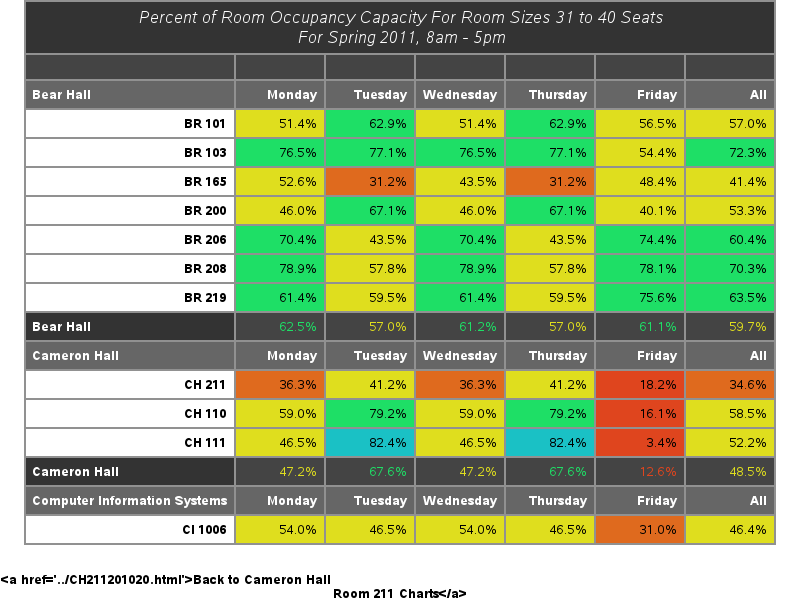 Percent of Room Occupancy Capacity For Room Sizes 31 to 40 Seats
For Spring 2011, 8am - 5pm
Bear Hall Monday Tuesday Wednesday Thursday Friday All
BR 101 51.4% 62.9% 51.4% 62.9% 56.5% 57.0%
BR 103 76.5% 77.1% 76.5% 77.1% 54.4% 72.3%
BR 165 52.6% 31.2% 43.5% 31.2% 48.4% 41.4%
BR 200 46.0% 67.1% 46.0% 67.1% 40.1% 53.3%
BR 206 70.4% 43.5% 70.4% 43.5% 74.4% 60.4%
BR 208 78.9% 57.8% 78.9% 57.8% 78.1% 70.3%
BR 219 61.4% 59.5% 61.4% 59.5% 75.6% 63.5%
Bear Hall 62.5% 57.0% 61.2% 57.0% 61.1% 59.7%
Cameron Hall Monday Tuesday Wednesday Thursday Friday All
CH 211 36.3% 41.2% 36.3% 41.2% 18.2% 34.6%
CH 110 59.0% 79.2% 59.0% 79.2% 16.1% 58.5%
CH 111 46.5% 82.4% 46.5% 82.4% 3.4% 52.2%
Cameron Hall 47.2% 67.6% 47.2% 67.6% 12.6% 48.5%
Computer Information Systems Monday Tuesday Wednesday Thursday Friday All
CI 1006 54.0% 46.5% 54.0% 46.5% 31.0% 46.4%
<a href='../CH211201020.html'>Back to Cameron Hall
Room 211 Charts</a>